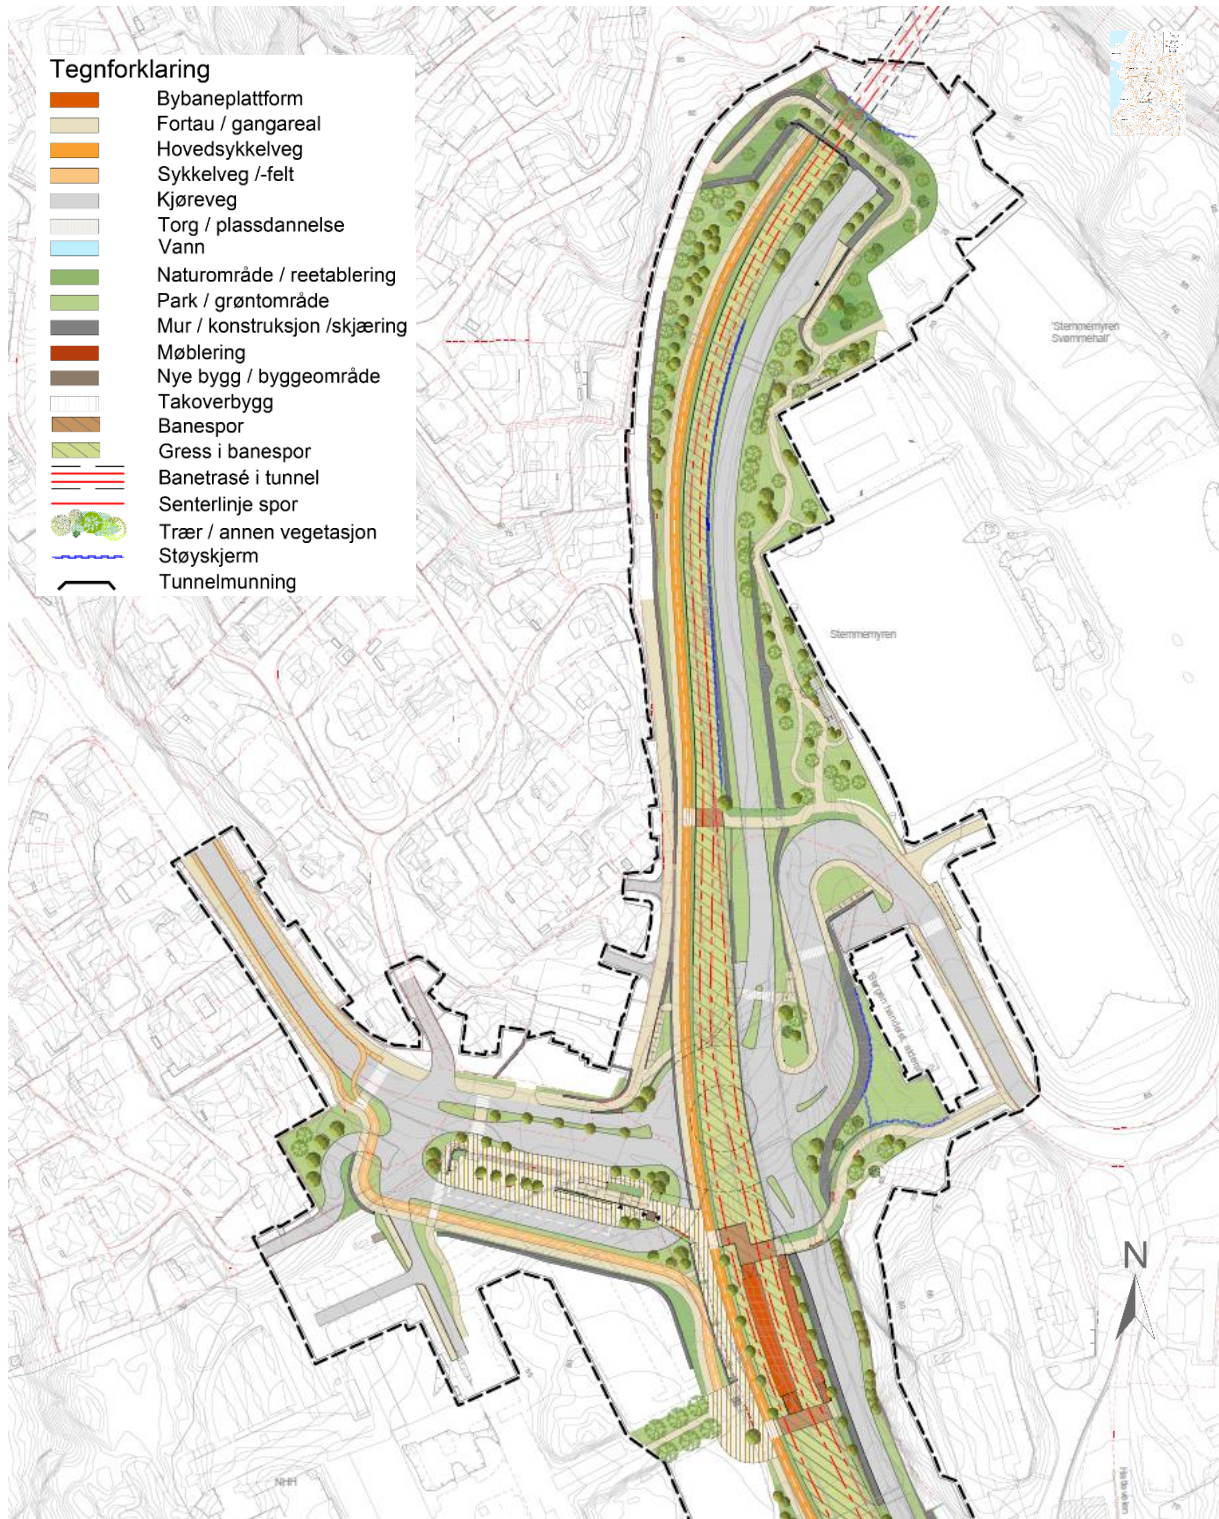 Tegnforklaring
Bybaneplattform
Fortau / gangareal
Hovedsykkelveg
Sykkelveg /-felt
Kjøreveg
Torg / plassdannelse
Vann
Naturområde / reetablering
Park / grøntområde
Mur / konstruksjon /skjæring
Møblering
Nye bygg / byggeområde
Takoverbygg
Banespor
Gress i banespor
Banetrasé i tunnel
Senterlinje spor
Trær / annen vegetasjon
Støyskjerm
Tunnelmunning
Stemmemyren
Svømmehall
Stemmemyren
N
NHH